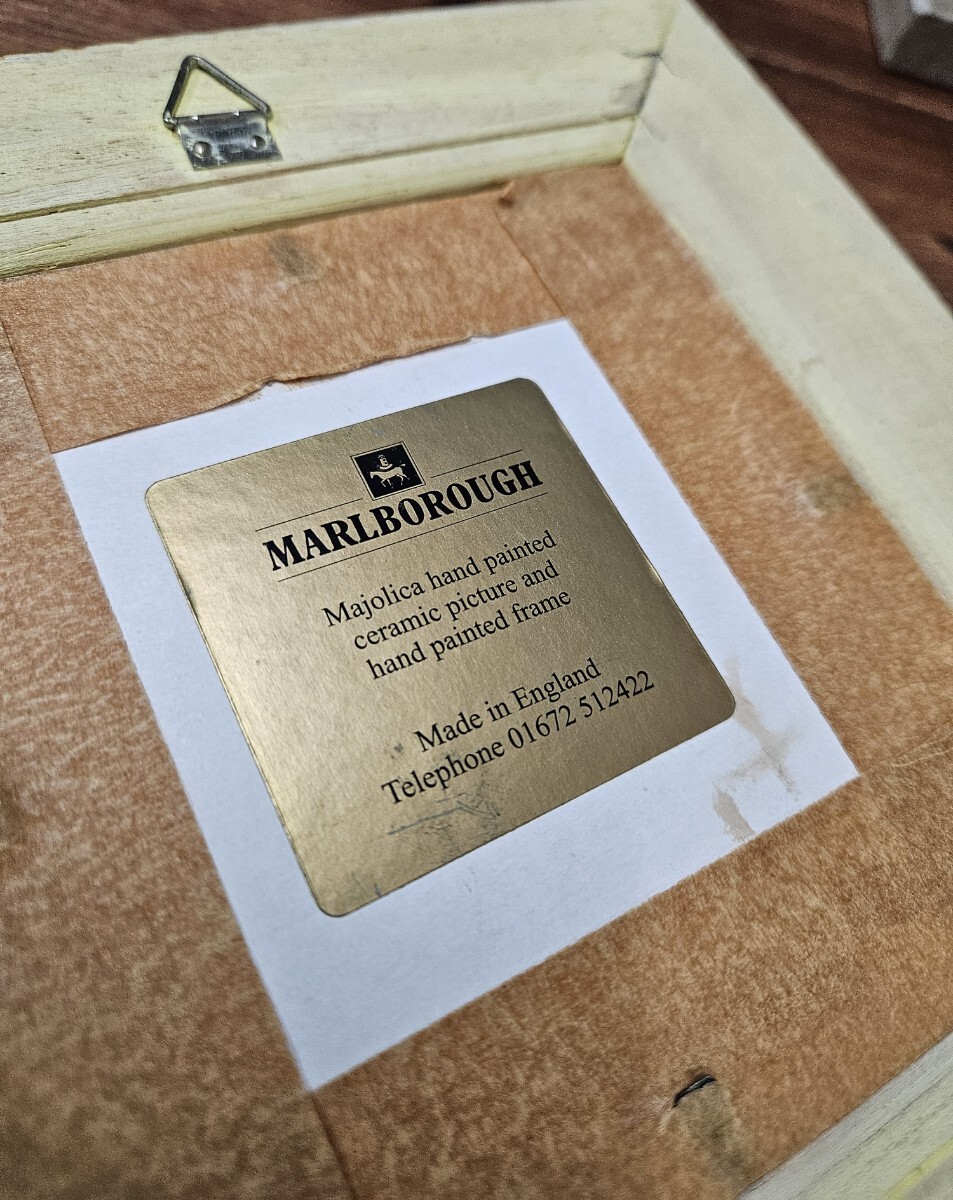 MARLBOROUGH
Majolica hand painted
ceramic picture and
hand painted frame
Made in England
Telephone 01672 512422